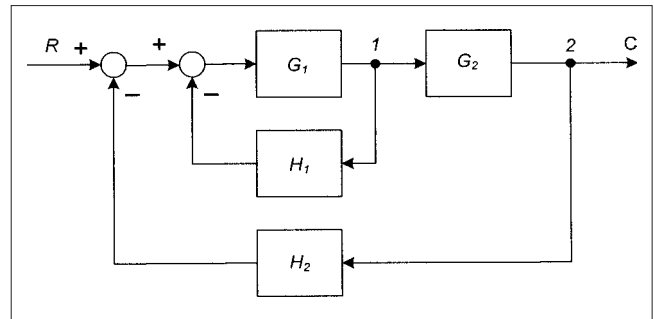 R + + G₁ 1 G₂ 2 C
− −
H₁
H₂